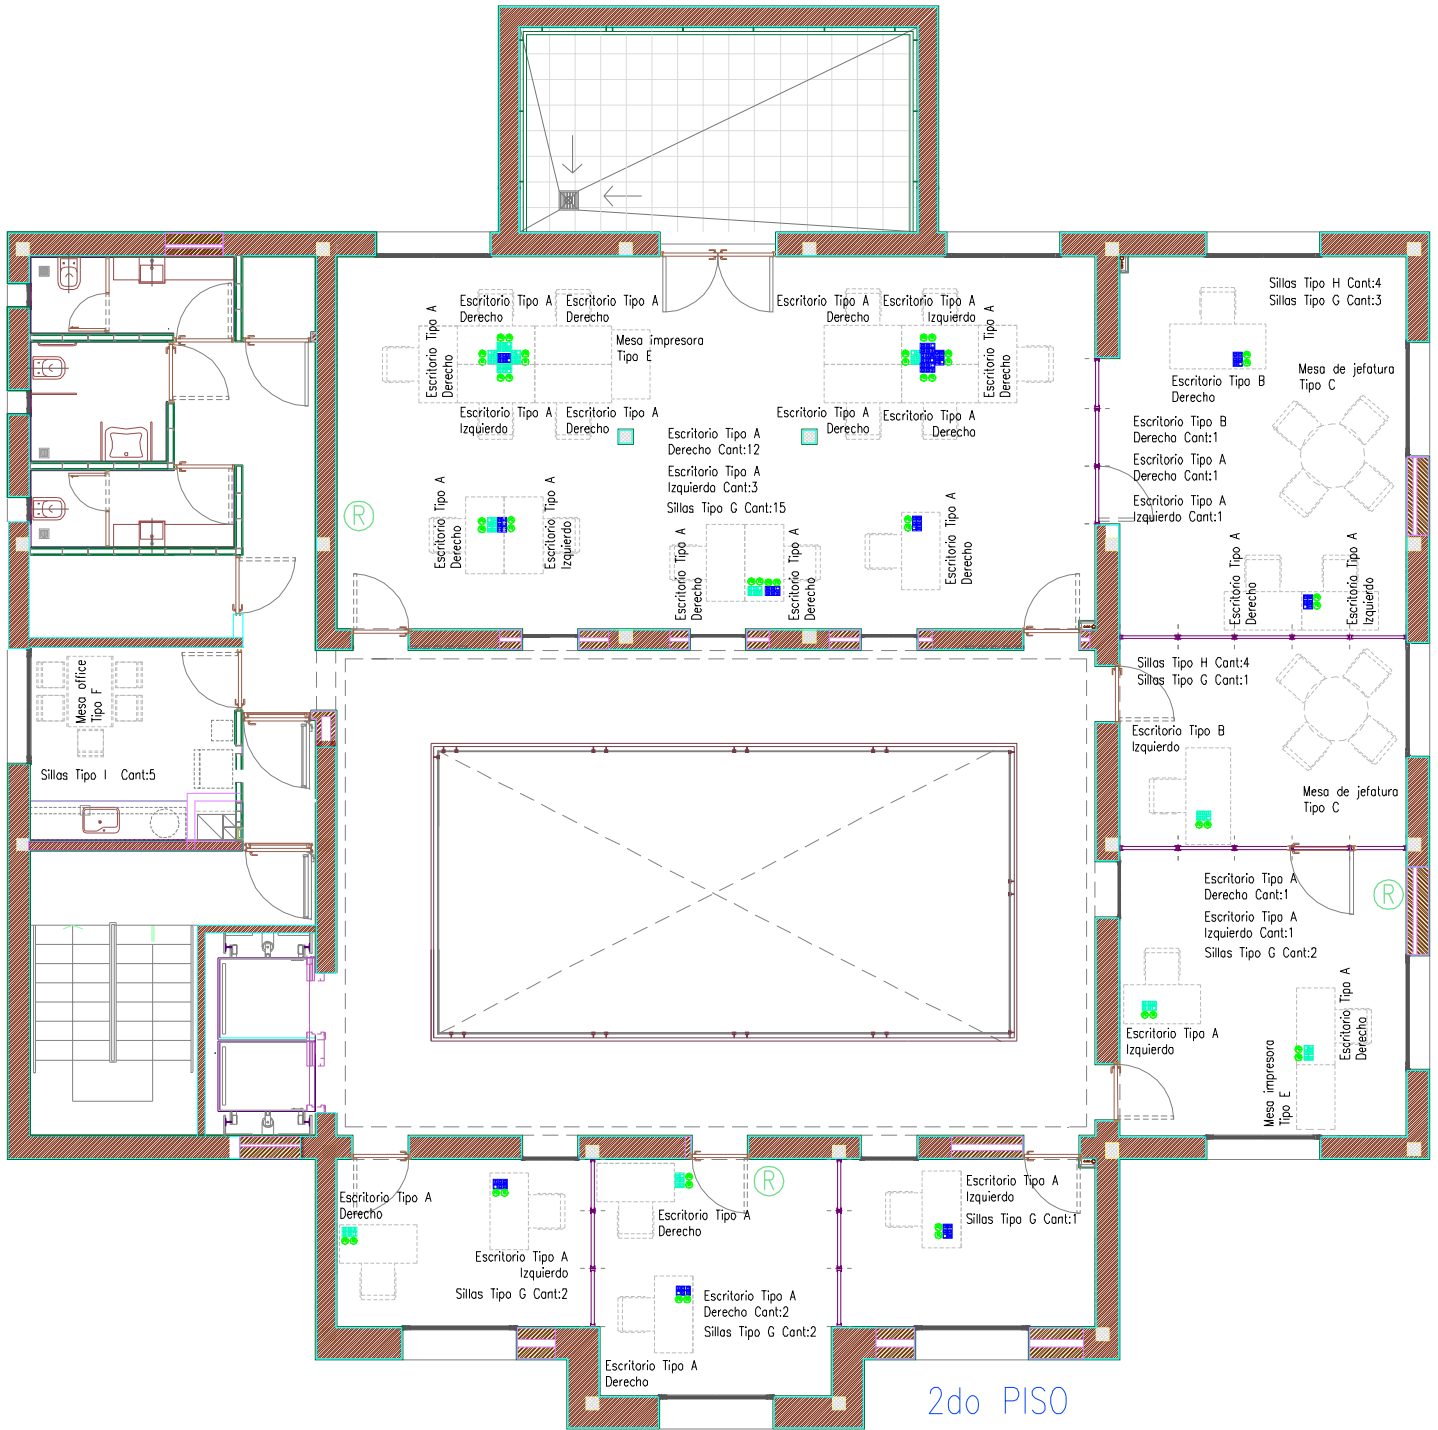 Escritorio Tipo A
Derecho
Escritorio Tipo A
Derecho
Escritorio Tipo A
Derecho
Mesa impresora
Tipo E
Escritorio Tipo A
Izquierdo
Escritorio Tipo A
Derecho
Escritorio Tipo A
Derecho
Escritorio Tipo A
Izquierdo
Escritorio Tipo A
Derecho
Escritorio Tipo A
Derecho
Escritorio Tipo A
Derecho
Escritorio Tipo A
Derecho Cant:12
Escritorio Tipo A
Izquierdo Cant:3
Sillas Tipo G Cant:15
Escritorio Tipo A
Derecho
Escritorio Tipo A
Izquierdo
Escritorio Tipo A
Derecho
Escritorio Tipo A
Derecho
Escritorio Tipo A
Derecho
R
Sillas Tipo H Cant:4
Sillas Tipo G Cant:3
Escritorio Tipo B
Derecho
Mesa de jefatura
Tipo C
Escritorio Tipo B
Derecho Cant:1
Escritorio Tipo A
Derecho Cant:1
Escritorio Tipo A
Izquierdo Cant:1
Escritorio Tipo A
Derecho
Escritorio Tipo A
Izquierdo
Sillas Tipo H Cant:4
Sillas Tipo G Cant:1
Escritorio Tipo B
Izquierdo
Mesa de jefatura
Tipo C
Mesa office
Tipo F
Sillas Tipo I Cant:5
Escritorio Tipo A
Derecho Cant:1
Escritorio Tipo A
Izquierdo Cant:1
Sillas Tipo G Cant:2
R
Escritorio Tipo A
Izquierdo
Escritorio Tipo A
Derecho
Mesa impresora
Tipo E
Escritorio Tipo A
Derecho
Escritorio Tipo A
Izquierdo
Sillas Tipo G Cant:2
R
Escritorio Tipo A
Derecho
Escritorio Tipo A
Derecho Cant:2
Sillas Tipo G Cant:2
Escritorio Tipo A
Derecho
Escritorio Tipo A
Izquierdo
Sillas Tipo G Cant:1
2do PISO